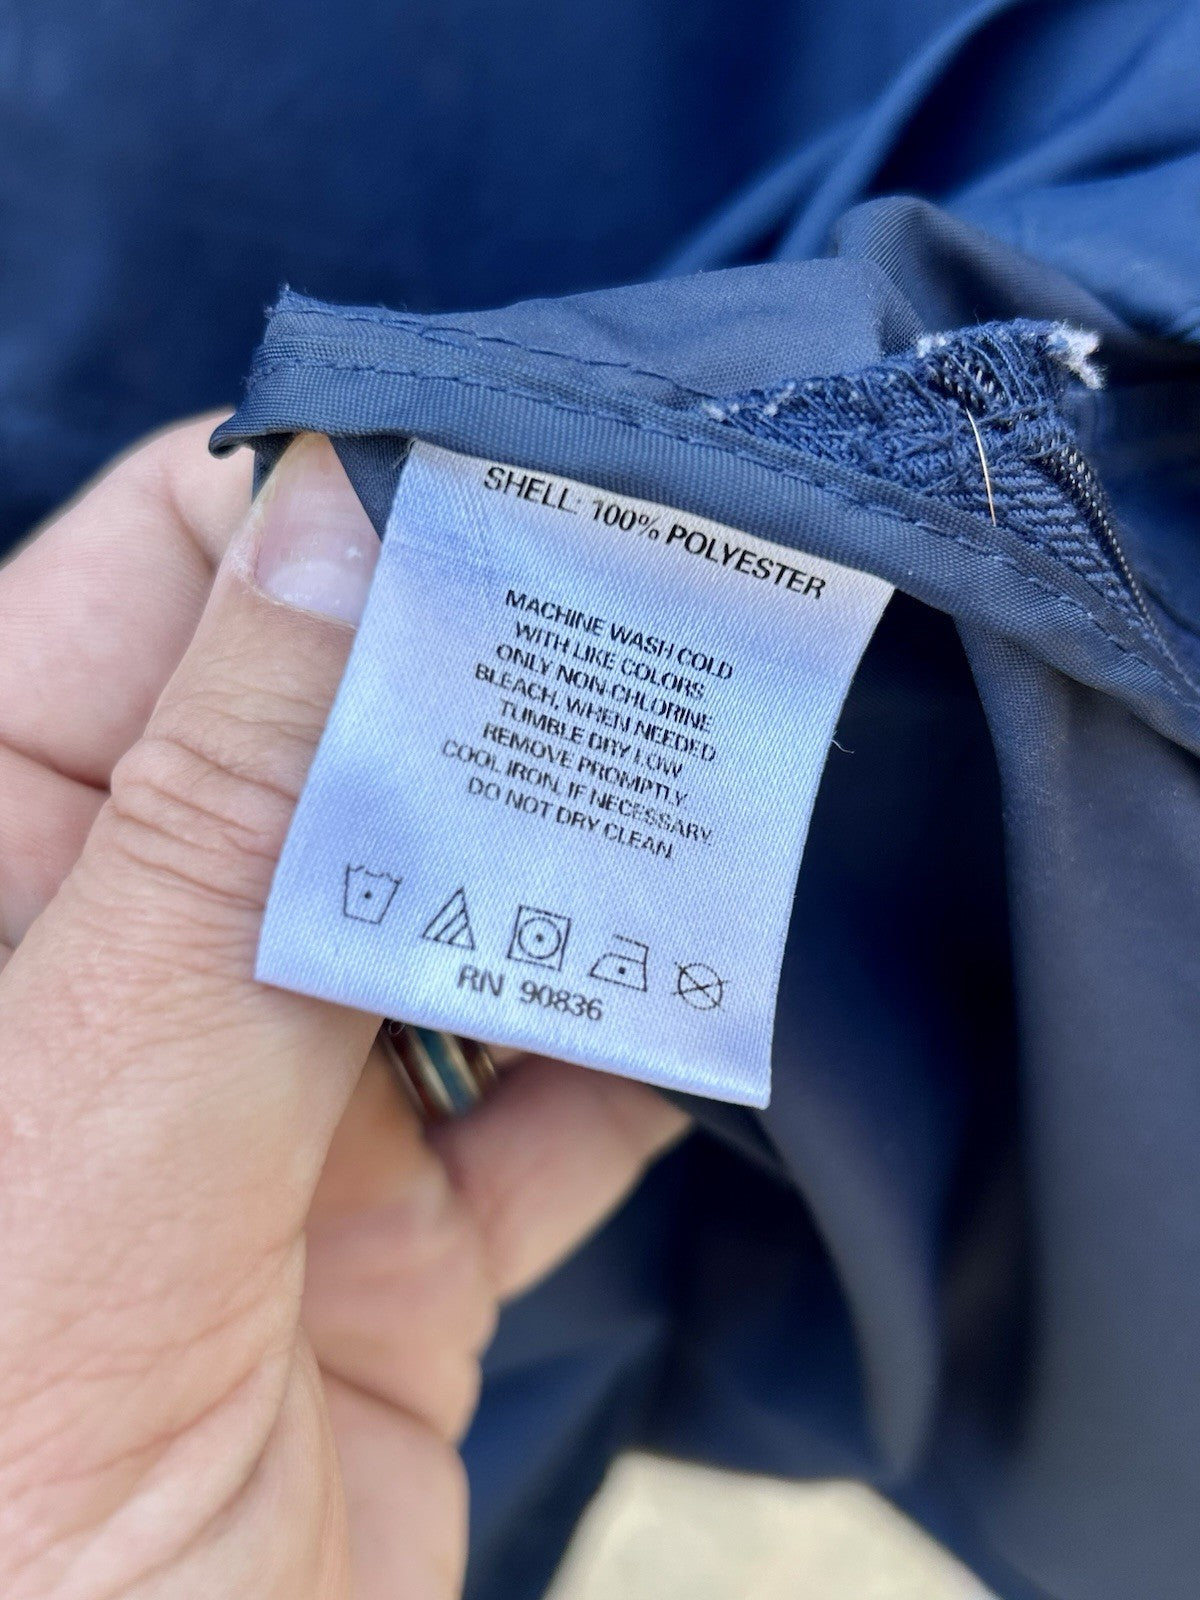 SHELL: 100% POLYESTER
MACHINE WASH COLD
WITH LIKE COLORS
ONLY NON-CHLORINE
BLEACH, WHEN NEEDED
TUMBLE DRY LOW
REMOVE PROMPTLY.
COOL IRON, IF NECESSARY.
DO NOT DRY CLEAN.
RN 90836